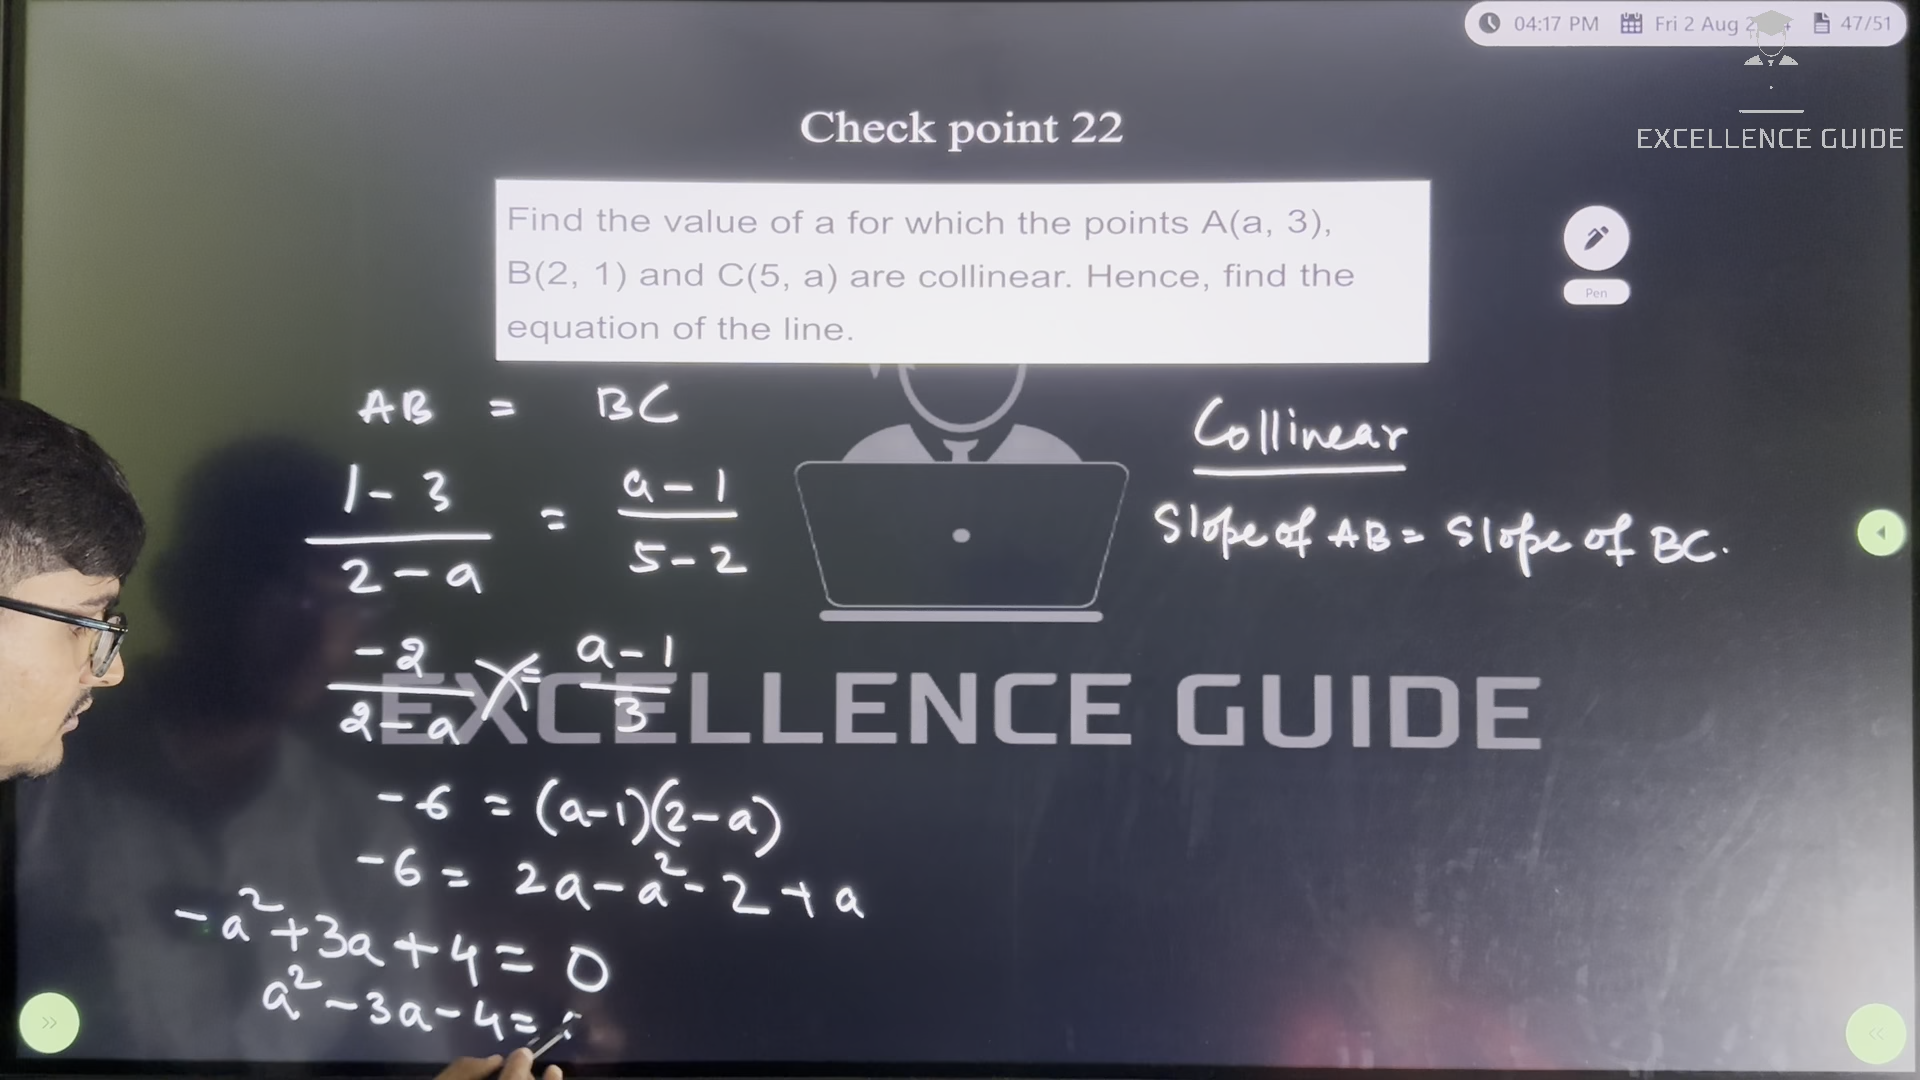 04:17 PM Fri 2 Aug 47/51
EXCELLENCE GUIDE
Check point 22
Find the value of a for which the points A(a, 3),
B(2, 1) and C(5, a) are collinear. Hence, find the
equation of the line.
Pen
AB = BC
1-3 / 2-a = a-1 / 5-2
-2 / 2-a = a-1 / 3
-6 = (a-1)(2-a)
-6 = 2a-a²-2+a
-a²+3a+4=0
a²-3a-4=
Collinear
Slope of AB = Slope of BC.
EXCELLENCE GUIDE